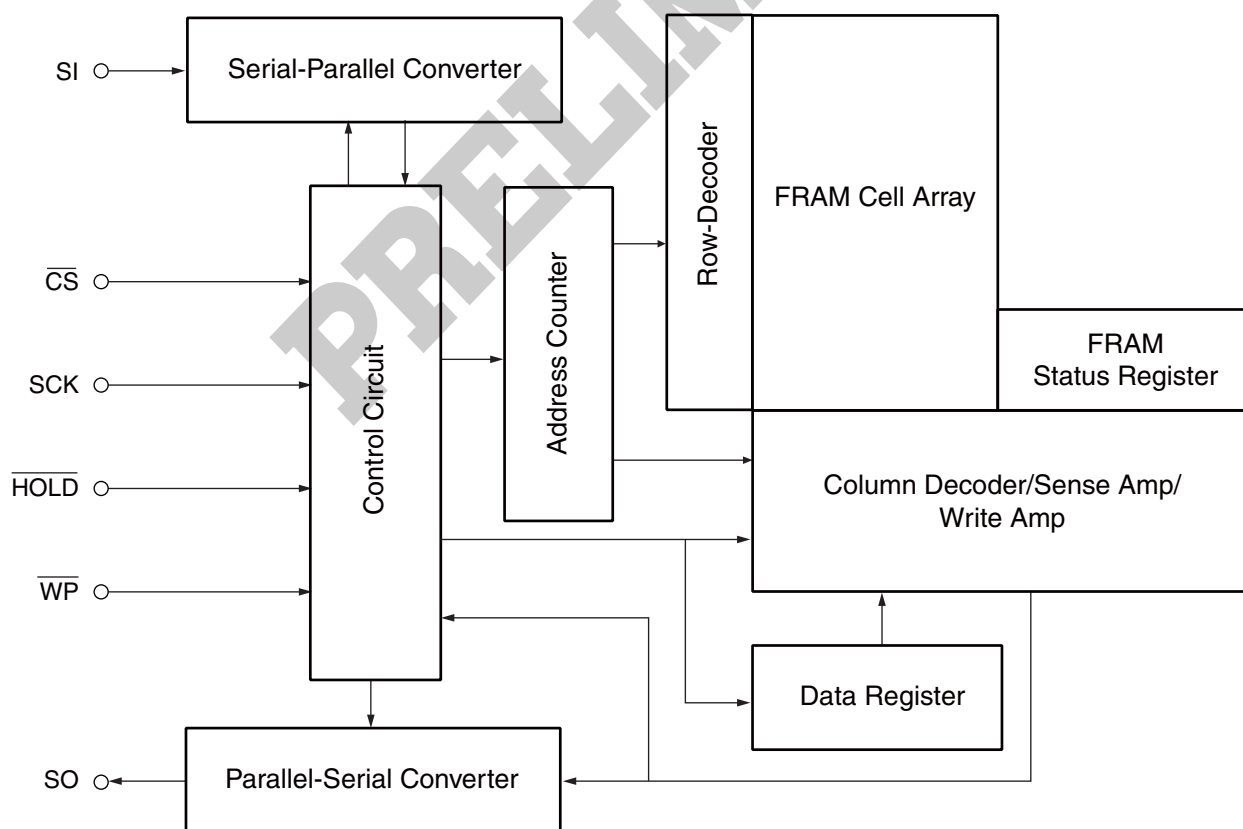 SI
Serial-Parallel Converter
Row-Decoder
FRAM Cell Array
CS
SCK
HOLD
WP
Control Circuit
Address Counter
FRAM
Status Register
Column Decoder/Sense Amp/
Write Amp
Data Register
SO
Parallel-Serial Converter
PRELIM